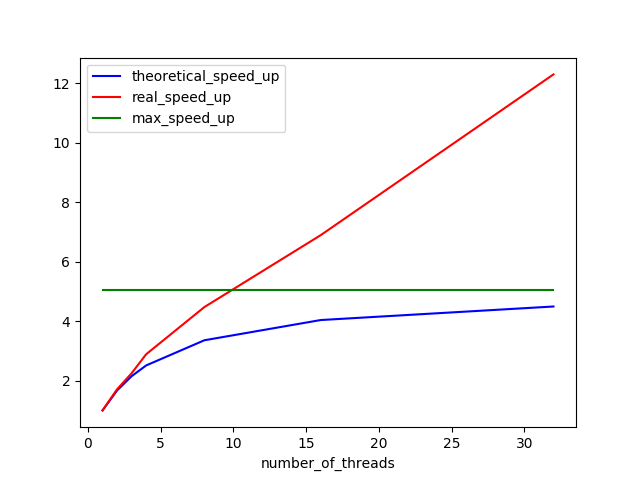 theoretical_speed_up
real_speed_up
max_speed_up
12
10
8
6
4
2
0 5 10 15 20 25 30
number_of_threads